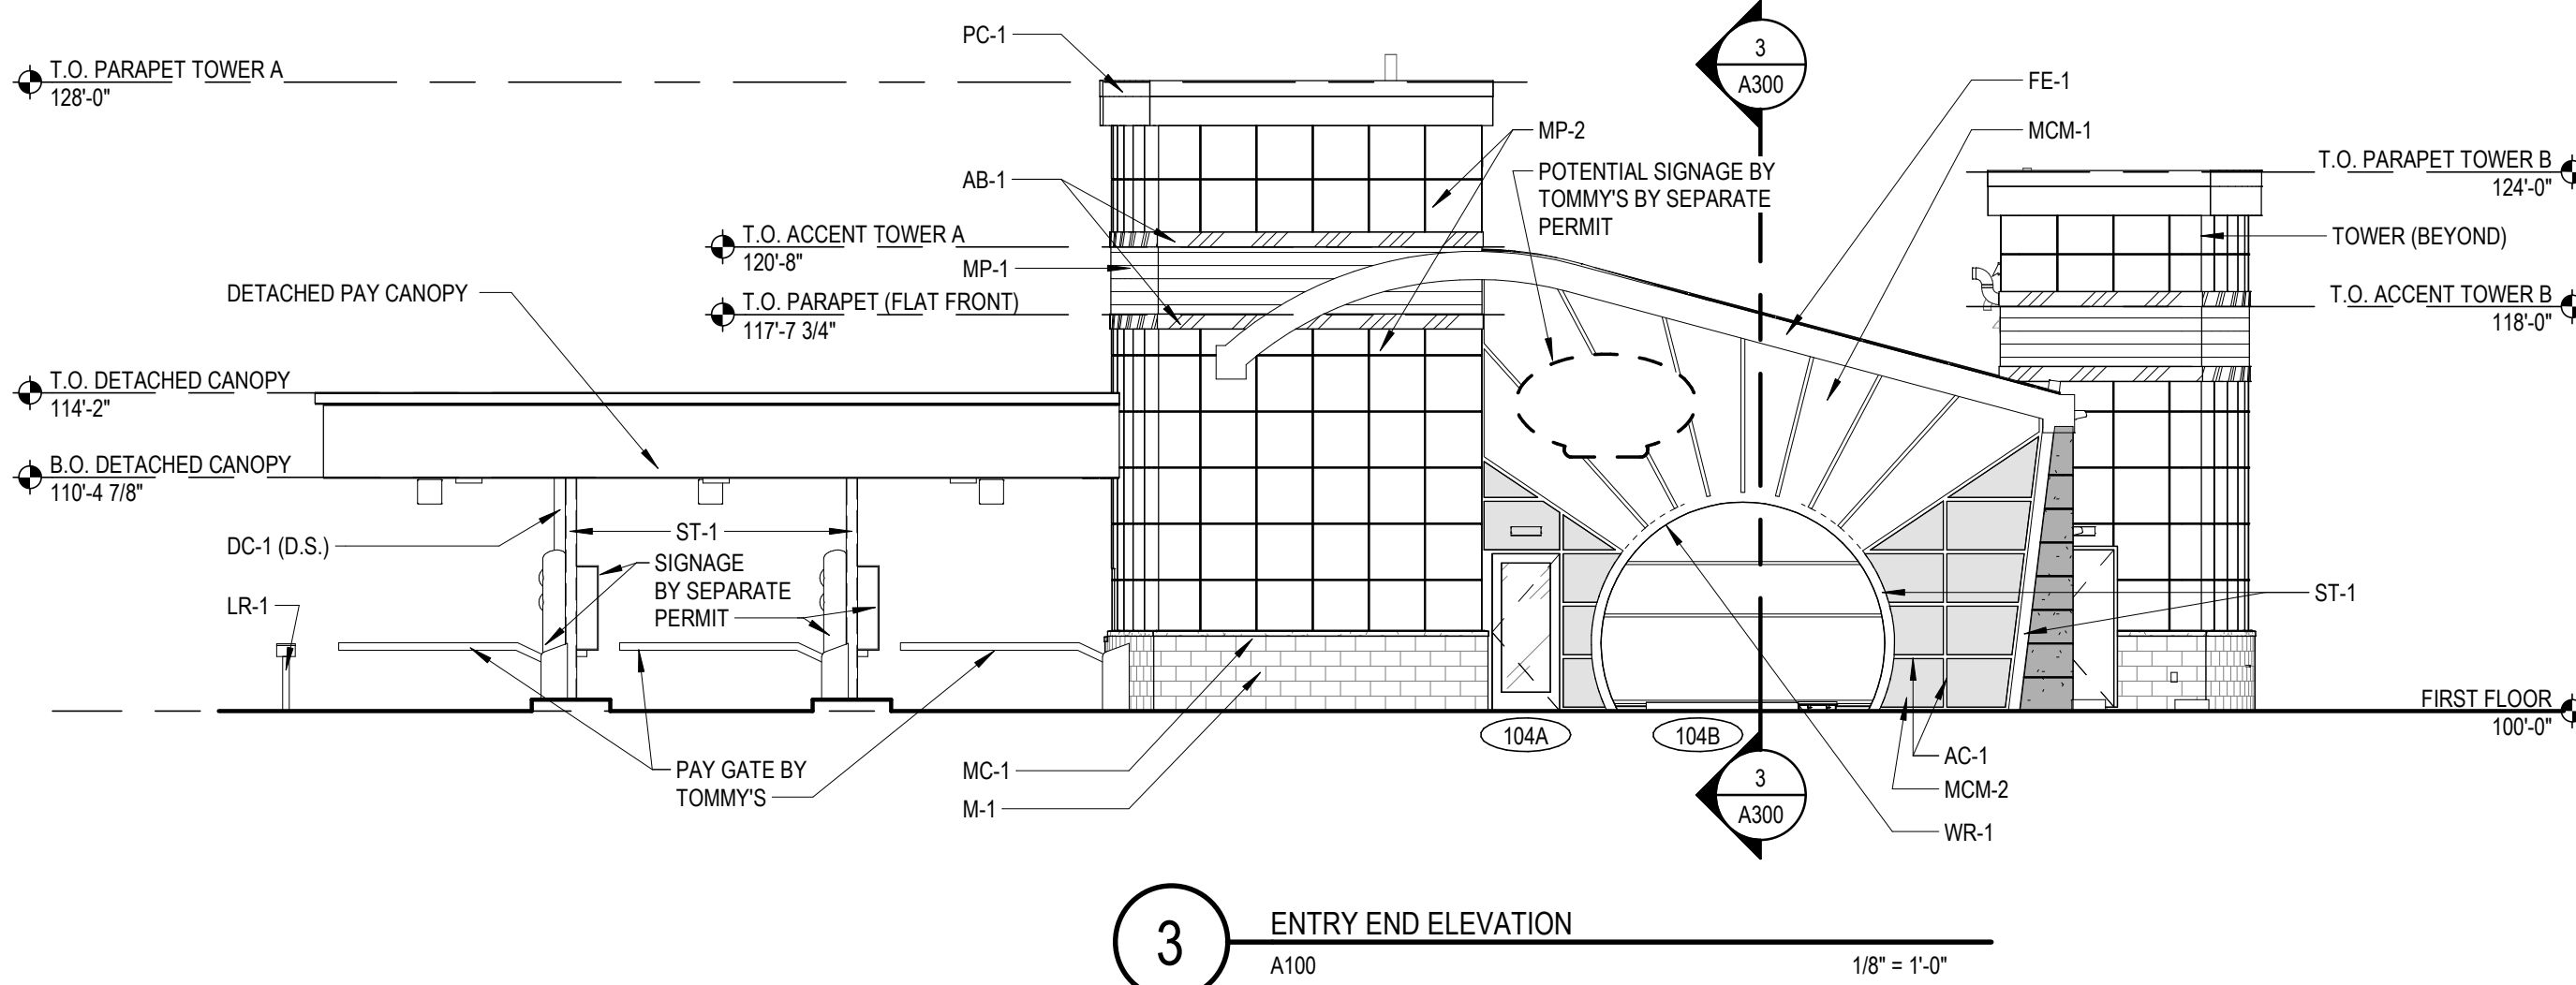 PC-1
3
A300
T.O. PARAPET TOWER A
128'-0"
FE-1
MP-2
MCM-1
POTENTIAL SIGNAGE BY
TOMMY'S BY SEPARATE
PERMIT
T.O. PARAPET TOWER B
124'-0"
AB-1
T.O. ACCENT TOWER A
120'-8"
TOWER (BEYOND)
MP-1
DETACHED PAY CANOPY
T.O. PARAPET (FLAT FRONT)
117'-7 3/4"
T.O. ACCENT TOWER B
118'-0"
T.O. DETACHED CANOPY
114'-2"
B.O. DETACHED CANOPY
110'-4 7/8"
DC-1 (D.S.)
ST-1
SIGNAGE
BY SEPARATE
PERMIT
LR-1
ST-1
FIRST FLOOR
100'-0"
104A
104B
PAY GATE BY
TOMMY'S
MC-1
M-1
3
A300
AC-1
MCM-2
WR-1
3
ENTRY END ELEVATION
A100
1/8" = 1'-0"